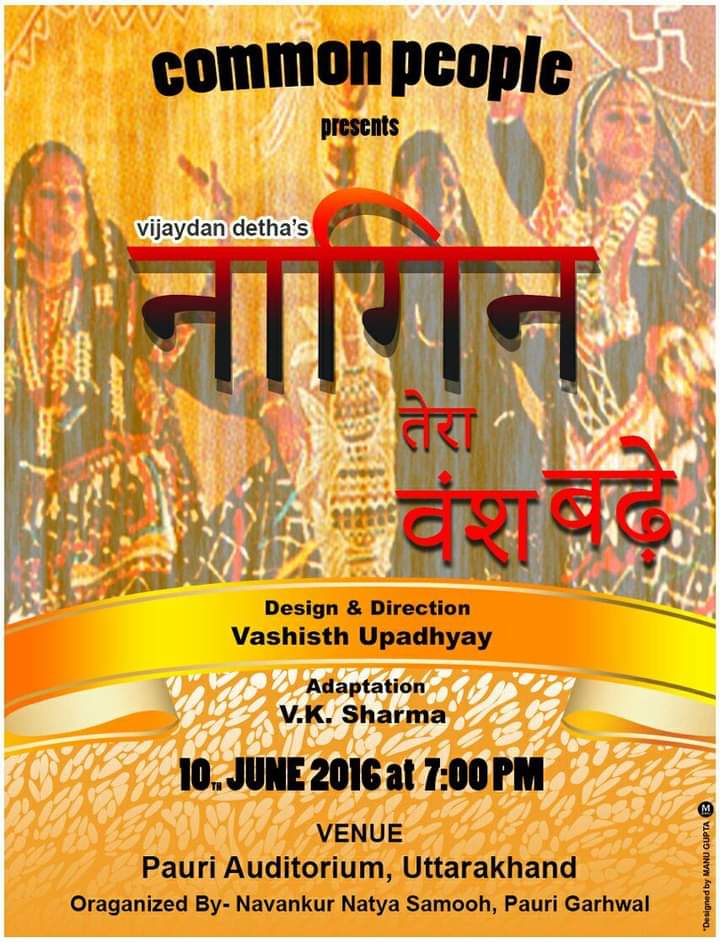 common people
presents
vijaydan detha's
नागिन
तेरा
वंश बढ़े
Design & Direction
Vashisth Upadhyay
Adaptation
V.K. Sharma
10TH JUNE 2016 at 7:00 PM
VENUE
Pauri Auditorium, Uttarakhand
Oraganized By- Navankur Natya Samooh, Pauri Garhwal
"Designed by MANU GUPTA M